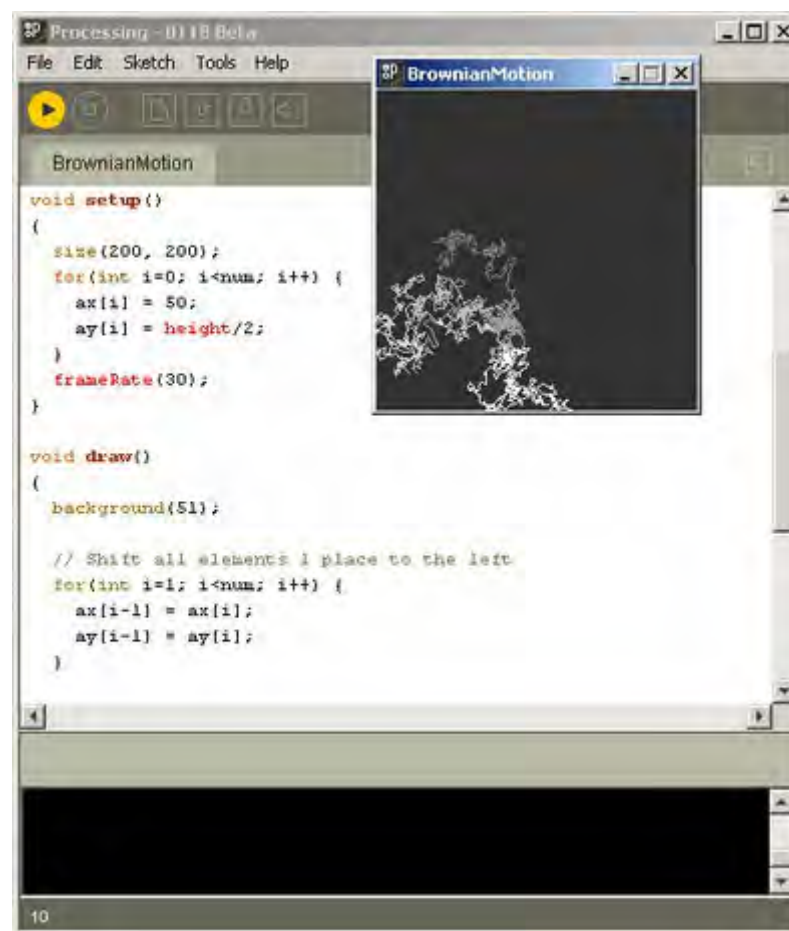 Processing - 0118 Beta
File Edit Sketch Tools Help
BrownianMotion
BrownianMotion
void setup()
{
  size(200, 200);
  for(int i=0; i<num; i++) {
    ax[i] = 50;
    ay[i] = height/2;
  }
  frameRate(30);
}
void draw()
{
  background(51);
  // Shift all elements 1 place to the left
  for(int i=1; i<num; i++) {
    ax[i-1] = ax[i];
    ay[i-1] = ay[i];
  }
10